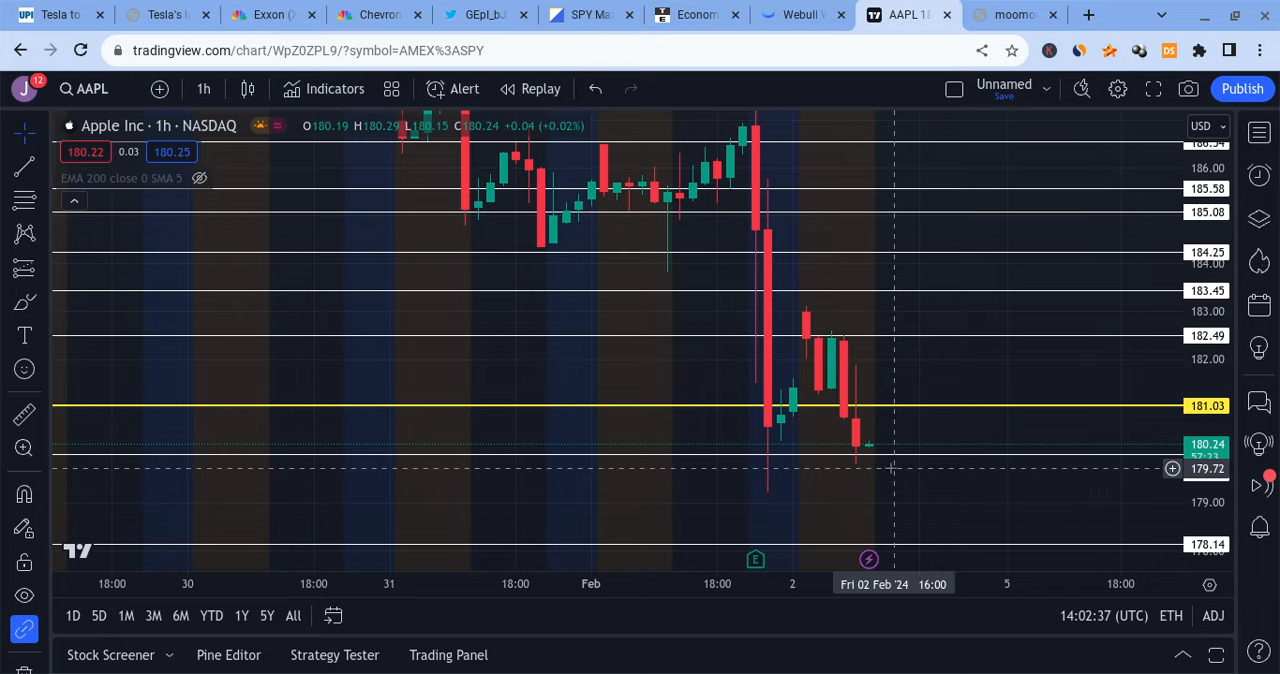 Tesla to
Tesla's l
Exxon (
Chevron
GEpl_bJ
SPY Ma
Econom
Webull W
AAPL 18
moomo
tradingview.com/chart/WpZ0ZPL9/?symbol=AMEX%3ASPY
J 12 AAPL 1h Indicators Alert Replay Unnamed Save Publish
Apple Inc · 1h · NASDAQ O180.19 H180.29 L180.15 C180.24 +0.04 (+0.02%) USD
180.22 0.03 180.25
EMA 200 close 0 SMA 5
186.54
186.00
185.58
185.08
184.25
184.00
183.45
183.00
182.49
182.00
181.03
180.24
57:23
179.72
179.00
178.14
E
18:00 30 18:00 31 18:00 Feb 18:00 2 Fri 02 Feb '24 16:00 5 18:00
1D 5D 1M 3M 6M YTD 1Y 5Y All 14:02:37 (UTC) ETH ADJ
Stock Screener Pine Editor Strategy Tester Trading Panel